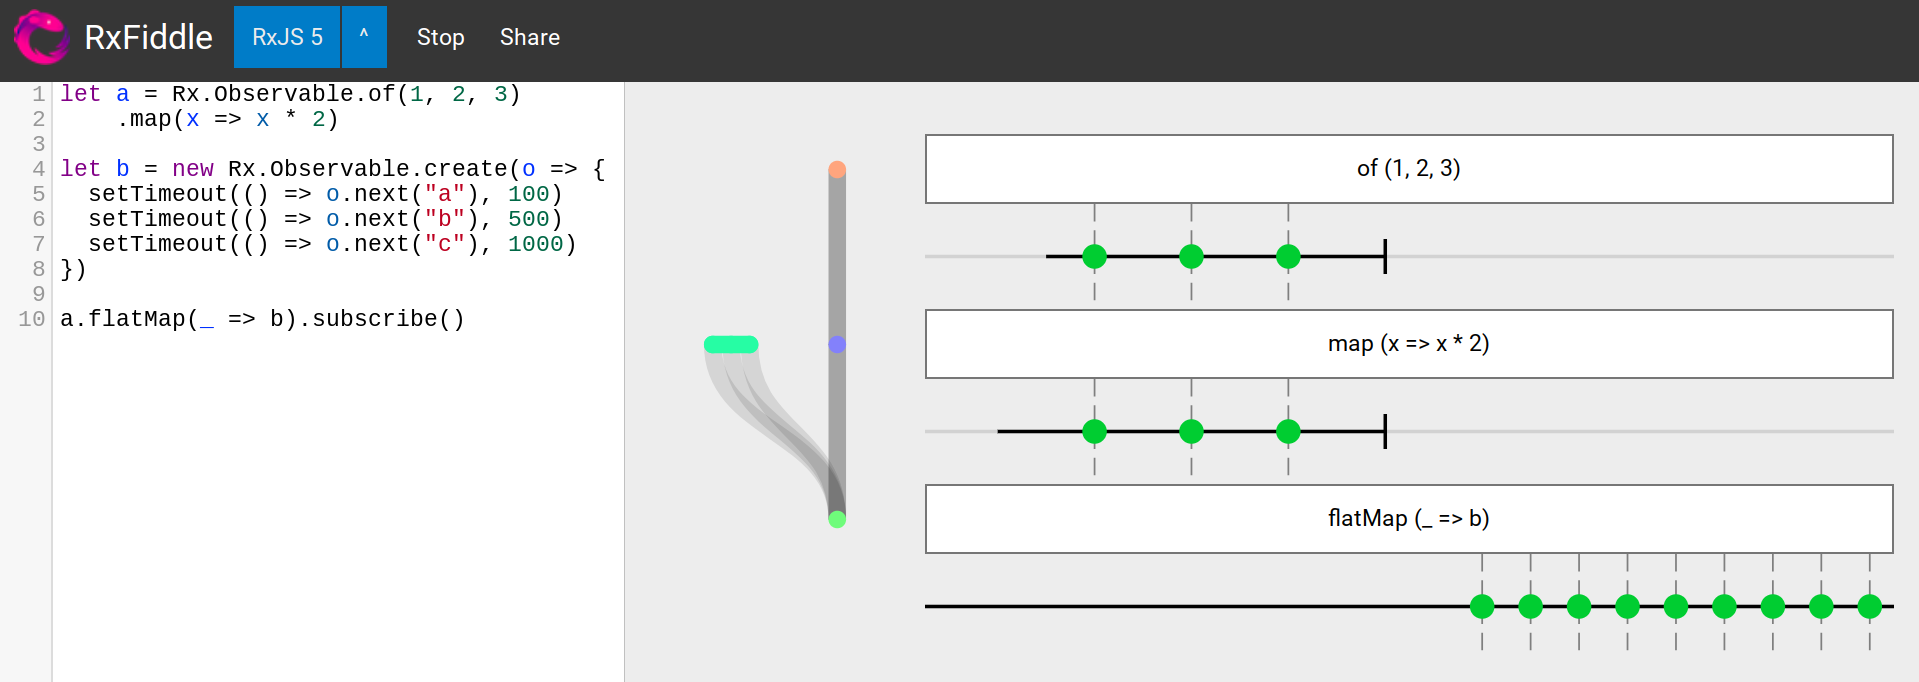 RxFiddle RxJS 5 ^ Stop Share
1 let a = Rx.Observable.of(1, 2, 3)
2     .map(x => x * 2)
3
4 let b = new Rx.Observable.create(o => {
5   setTimeout(() => o.next("a"), 100)
6   setTimeout(() => o.next("b"), 500)
7   setTimeout(() => o.next("c"), 1000)
8 })
9
10 a.flatMap(_ => b).subscribe()
of (1, 2, 3)
map (x => x * 2)
flatMap (_ => b)